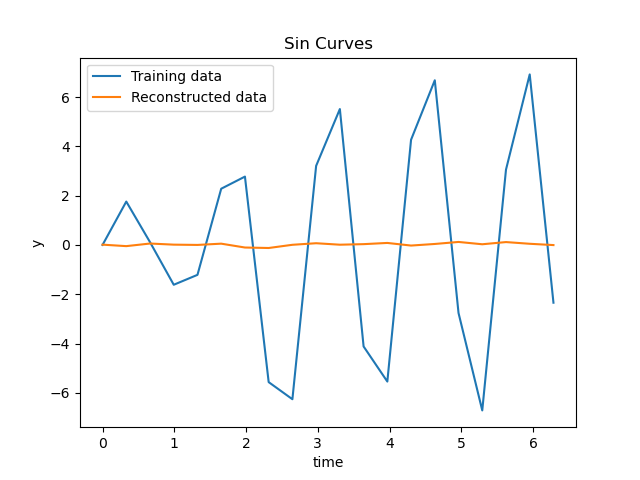 Sin Curves
Training data
Reconstructed data
6
4
2
0
−2
−4
−6
y
0 1 2 3 4 5 6
time